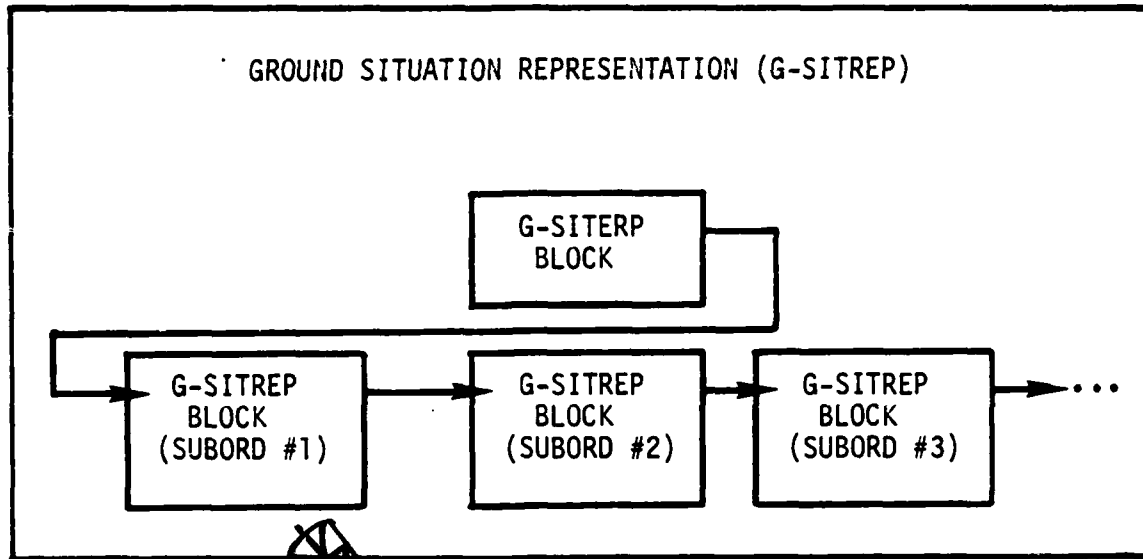 GROUND SITUATION REPRESENTATION (G-SITREP)
G-SITERP
BLOCK
G-SITREP
BLOCK
(SUBORD #1)
G-SITREP
BLOCK
(SUBORD #2)
G-SITREP
BLOCK
(SUBORD #3)
...